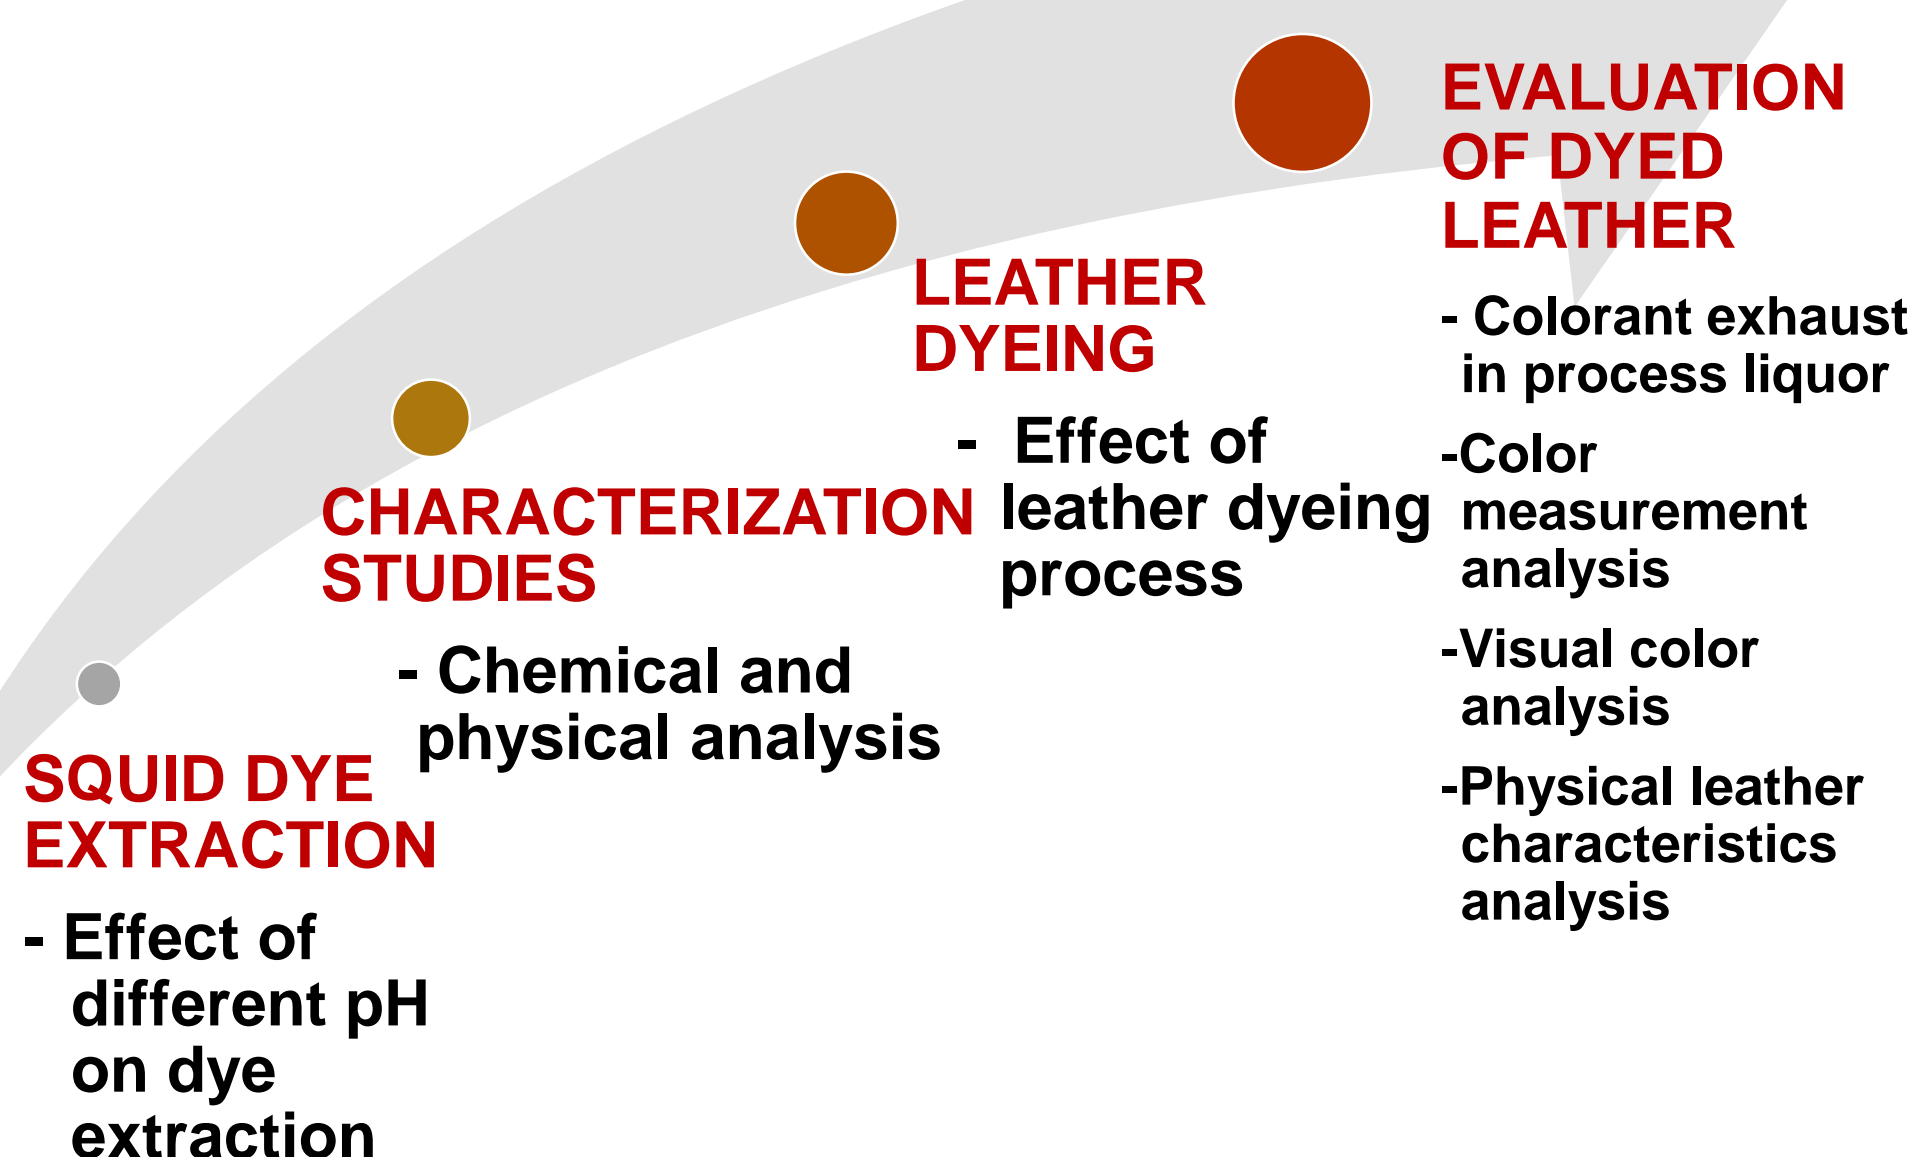 SQUID DYE
EXTRACTION
- Effect of
different pH
on dye
extraction
CHARACTERIZATION
STUDIES
- Chemical and
physical analysis
LEATHER
DYEING
- Effect of
leather dyeing
process
EVALUATION
OF DYED
LEATHER
- Colorant exhaust
in process liquor
-Color
measurement
analysis
-Visual color
analysis
-Physical leather
characteristics
analysis